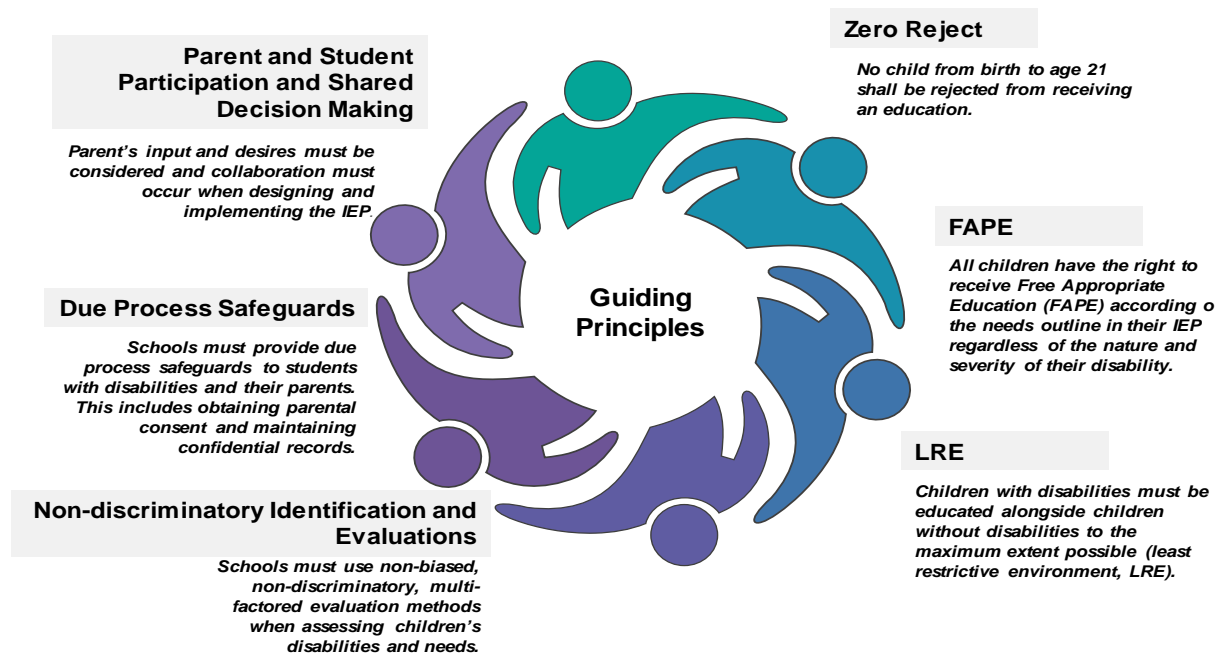 Parent and Student
Participation and Shared
Decision Making
Parent's input and desires must be
considered and collaboration must
occur when designing and
implementing the IEP.
Due Process Safeguards
Schools must provide due
process safeguards to students
with disabilities and their parents.
This includes obtaining parental
consent and maintaining
confidential records.
Non-discriminatory Identification and
Evaluations
Schools must use non-biased,
non-discriminatory, multi-
factored evaluation methods
when assessing children's
disabilities and needs.
Guiding
Principles
Zero Reject
No child from birth to age 21
shall be rejected from receiving
an education.
FAPE
All children have the right to
receive Free Appropriate
Education (FAPE) according o
the needs outline in their IEP
regardless of the nature and
severity of their disability.
LRE
Children with disabilities must be
educated alongside children
without disabilities to the
maximum extent possible (least
restrictive environment, LRE).